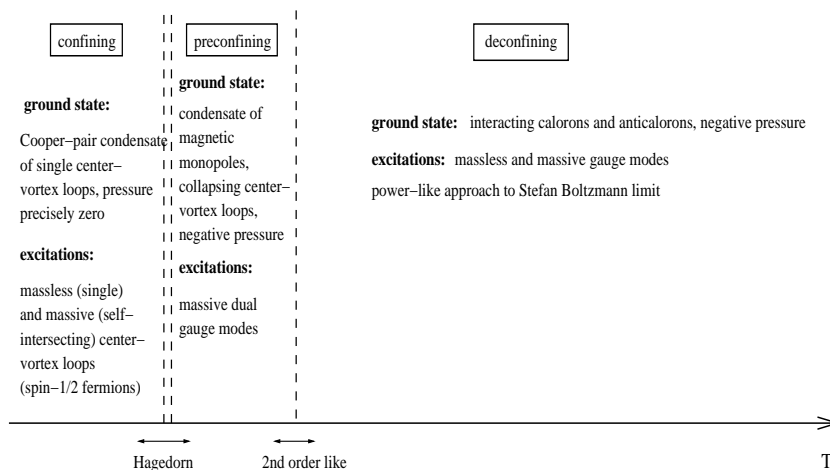 confining
preconfining
deconfining
ground state:
Cooper−pair condensate
of single center−
vortex loops, pressure
precisely zero
excitations:
massless (single)
and massive (self−
intersecting) center−
vortex loops
(spin−1/2 fermions)
ground state:
condensate of
magnetic
monopoles,
collapsing center−
vortex loops,
negative pressure
excitations:
massive dual
gauge modes
ground state: interacting calorons and anticalorons, negative pressure
excitations: massless and massive gauge modes
power−like approach to Stefan Boltzmann limit
Hagedorn
2nd order like
T